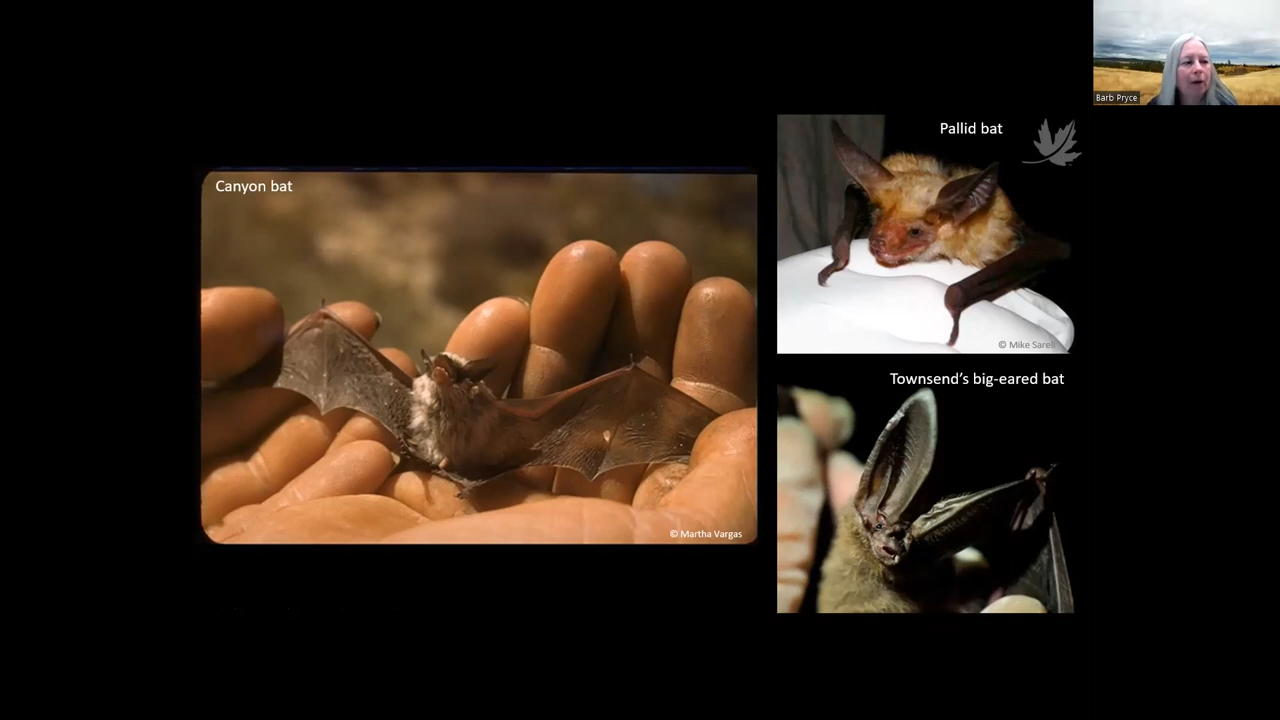 Barb Pryce
Pallid bat
Canyon bat
© Mike Sarell
Townsend's big-eared bat
© Martha Vargas